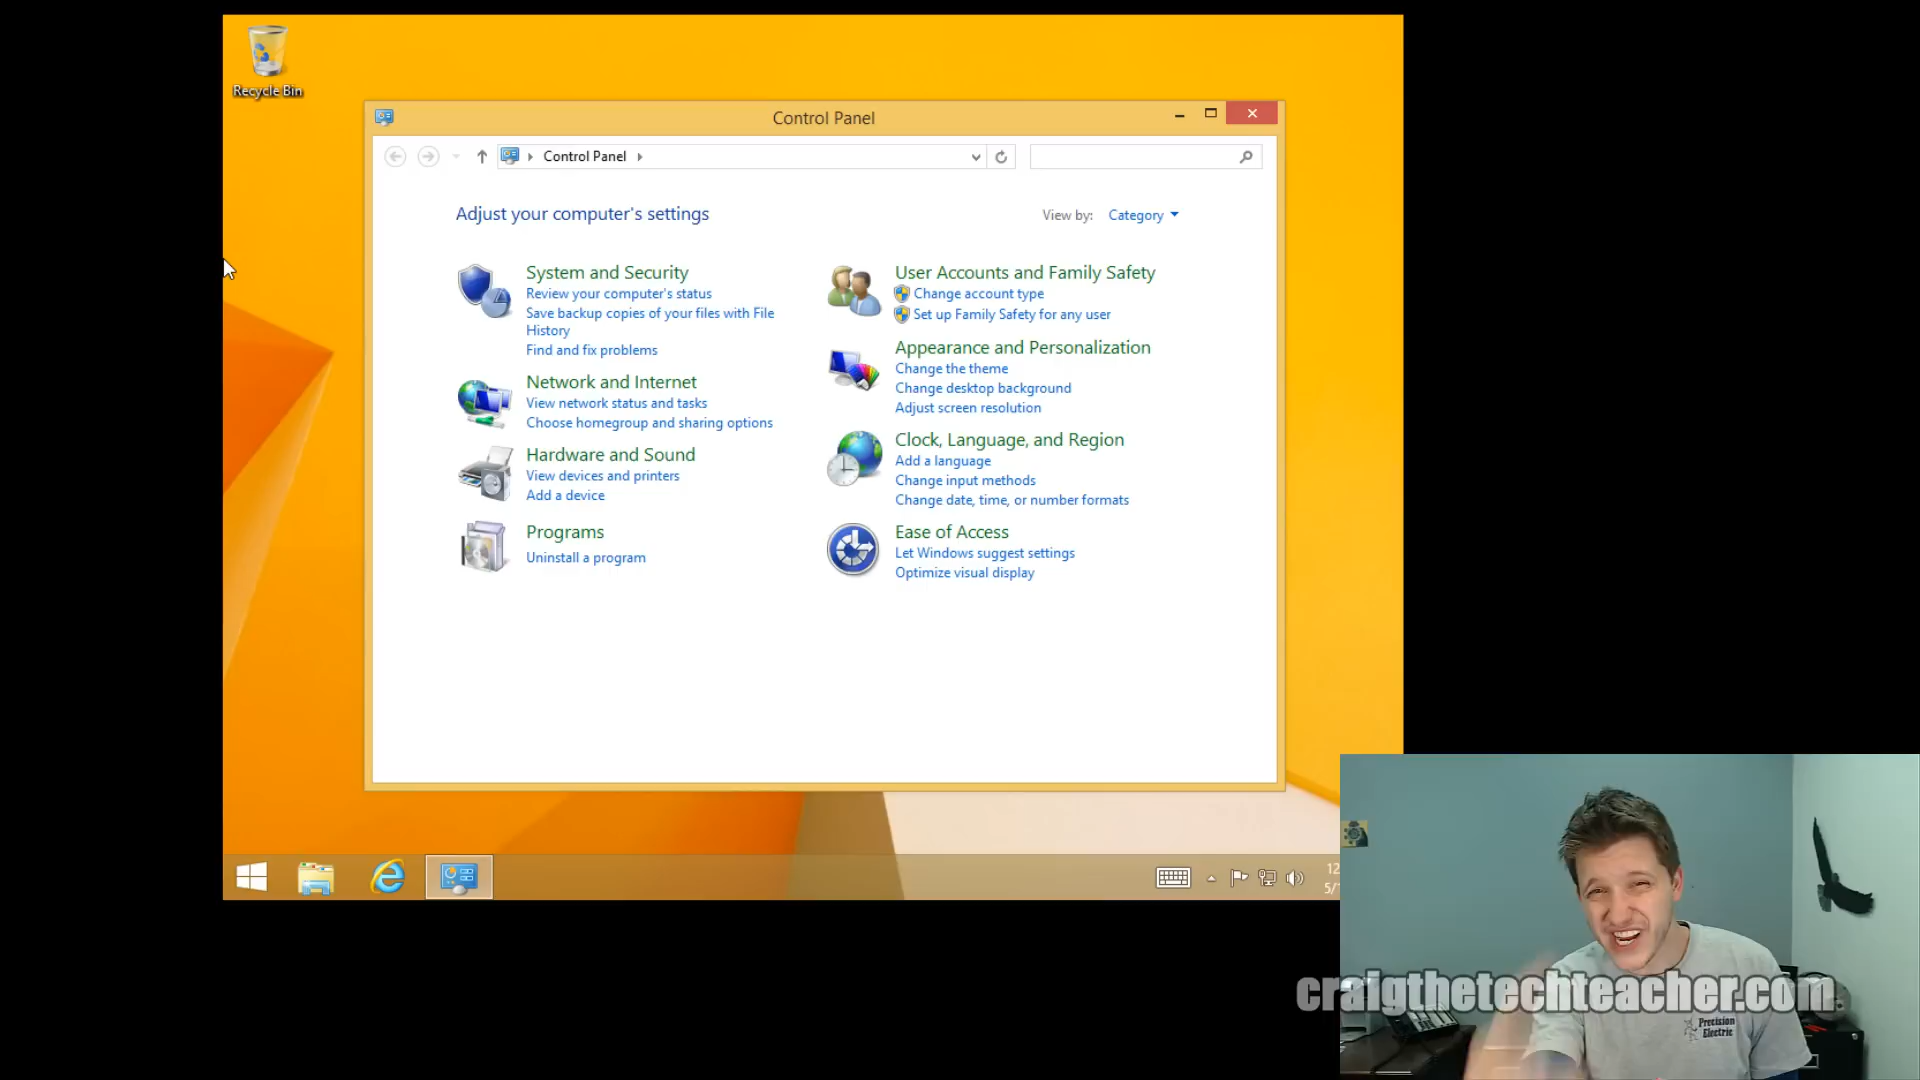 Recycle Bin
Control Panel
Control Panel
Adjust your computer's settings
View by: Category
System and Security
Review your computer's status
Save backup copies of your files with File
History
Find and fix problems
Network and Internet
View network status and tasks
Choose homegroup and sharing options
Hardware and Sound
View devices and printers
Add a device
Programs
Uninstall a program
User Accounts and Family Safety
Change account type
Set up Family Safety for any user
Appearance and Personalization
Change the theme
Change desktop background
Adjust screen resolution
Clock, Language, and Region
Add a language
Change input methods
Change date, time, or number formats
Ease of Access
Let Windows suggest settings
Optimize visual display
12
5/
craigthetechteacher.com
Precision
Electric